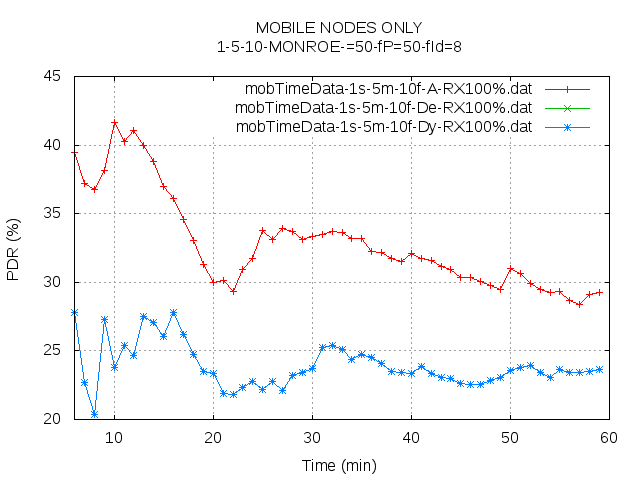 MOBILE NODES ONLY
1-5-10-MONROE-=50-fP=50-fId=8
mobTimeData-1s-5m-10f-A-RX100%.dat
mobTimeData-1s-5m-10f-De-RX100%.dat
mobTimeData-1s-5m-10f-Dy-RX100%.dat
45
40
35
30
25
20
PDR (%)
10 20 30 40 50 60
Time (min)